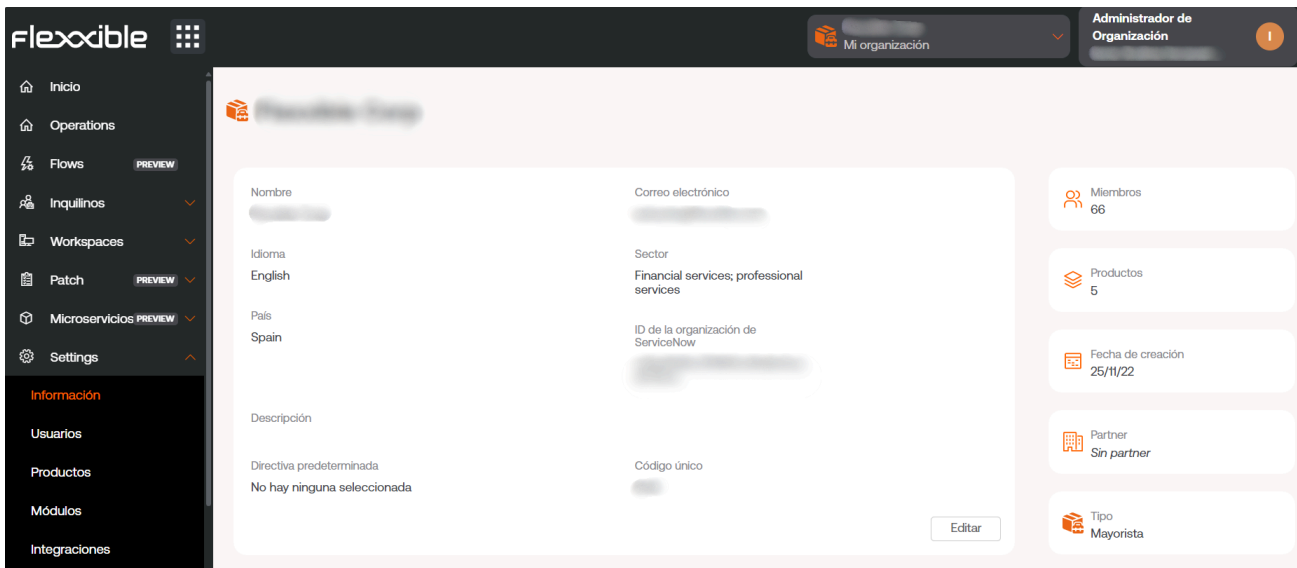 Flexxible
Mi organización
Administrador de
Organización
I
Inicio
Operations
Flows PREVIEW
Inquilinos
Workspaces
Patch PREVIEW
Microservicios PREVIEW
Settings
Información
Usuarios
Productos
Módulos
Integraciones
Nombre
Correo electrónico
Idioma
English
Sector
Financial services; professional
services
País
Spain
ID de la organización de
ServiceNow
Descripción
Directiva predeterminada
No hay ninguna seleccionada
Código único
Editar
Miembros
66
Productos
5
Fecha de creación
25/11/22
Partner
Sin partner
Tipo
Mayorista